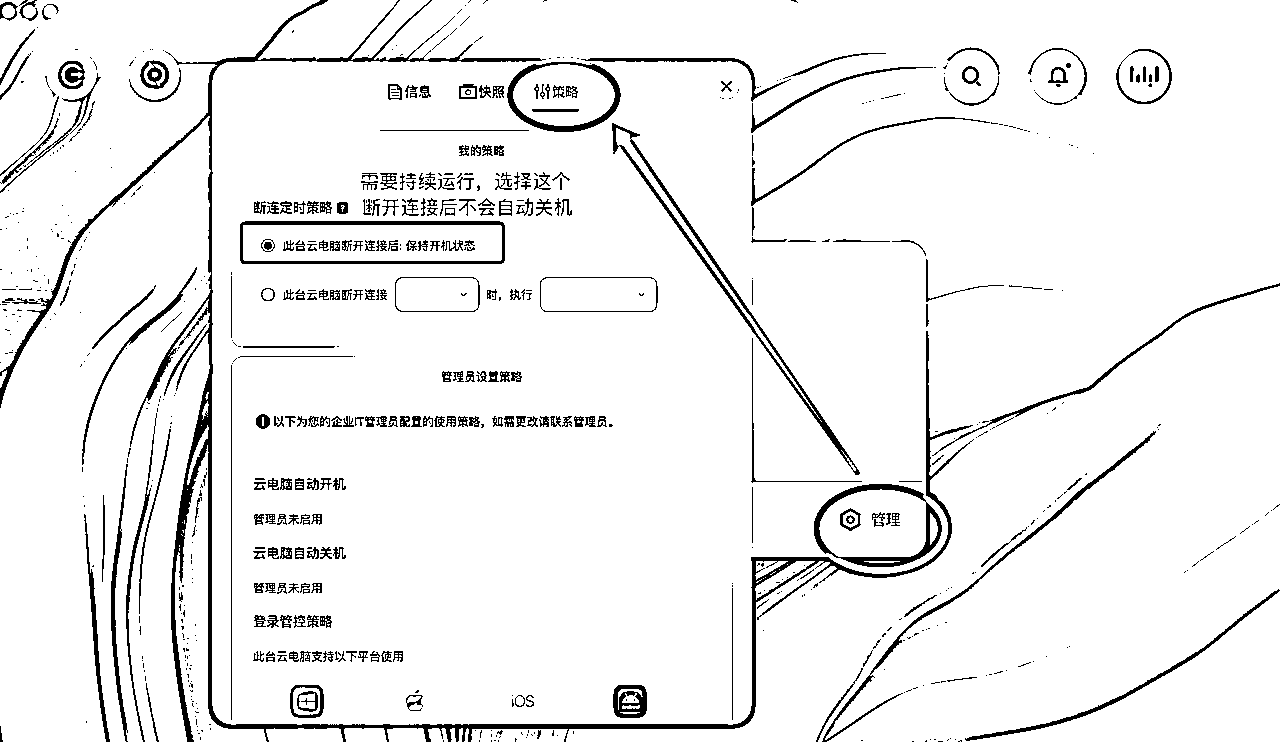 信息 快照 策略
我的策略
需要持续运行，选择这个
断开连接后不会自动关机
断连定时策略
此台云电脑断开连接后: 保持开机状态
此台云电脑断开连接 时，执行
管理员设置策略
以下为您的企业IT管理员配置的使用策略，如需更改请联系管理员。
云电脑自动开机
管理员未启用
管理
云电脑自动关机
管理员未启用
登录管控策略
此台云电脑支持以下平台使用
iOS